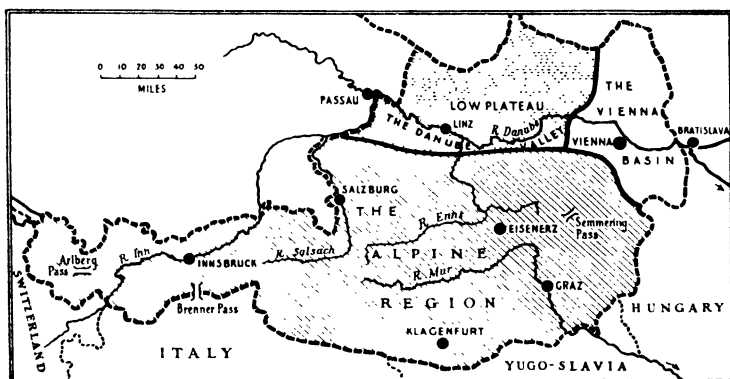 0 10 20 30 40 50
MILES
PASSAU
LOW PLATEAU
THE VIENNA BASIN
THE DANUBE VALLEY
LINZ
R. Danube
VIENNA
BRATISLAVA
SALZBURG
THE ALPINE REGION
R. Enns
EISENERZ
Semmering Pass
Arlberg Pass
R. Inn
INNSBRUCK
R. Salsach
R. Mur
GRAZ
Brenner Pass
KLAGENFURT
SWITZERLAND
ITALY
HUNGARY
YUGO-SLAVIA